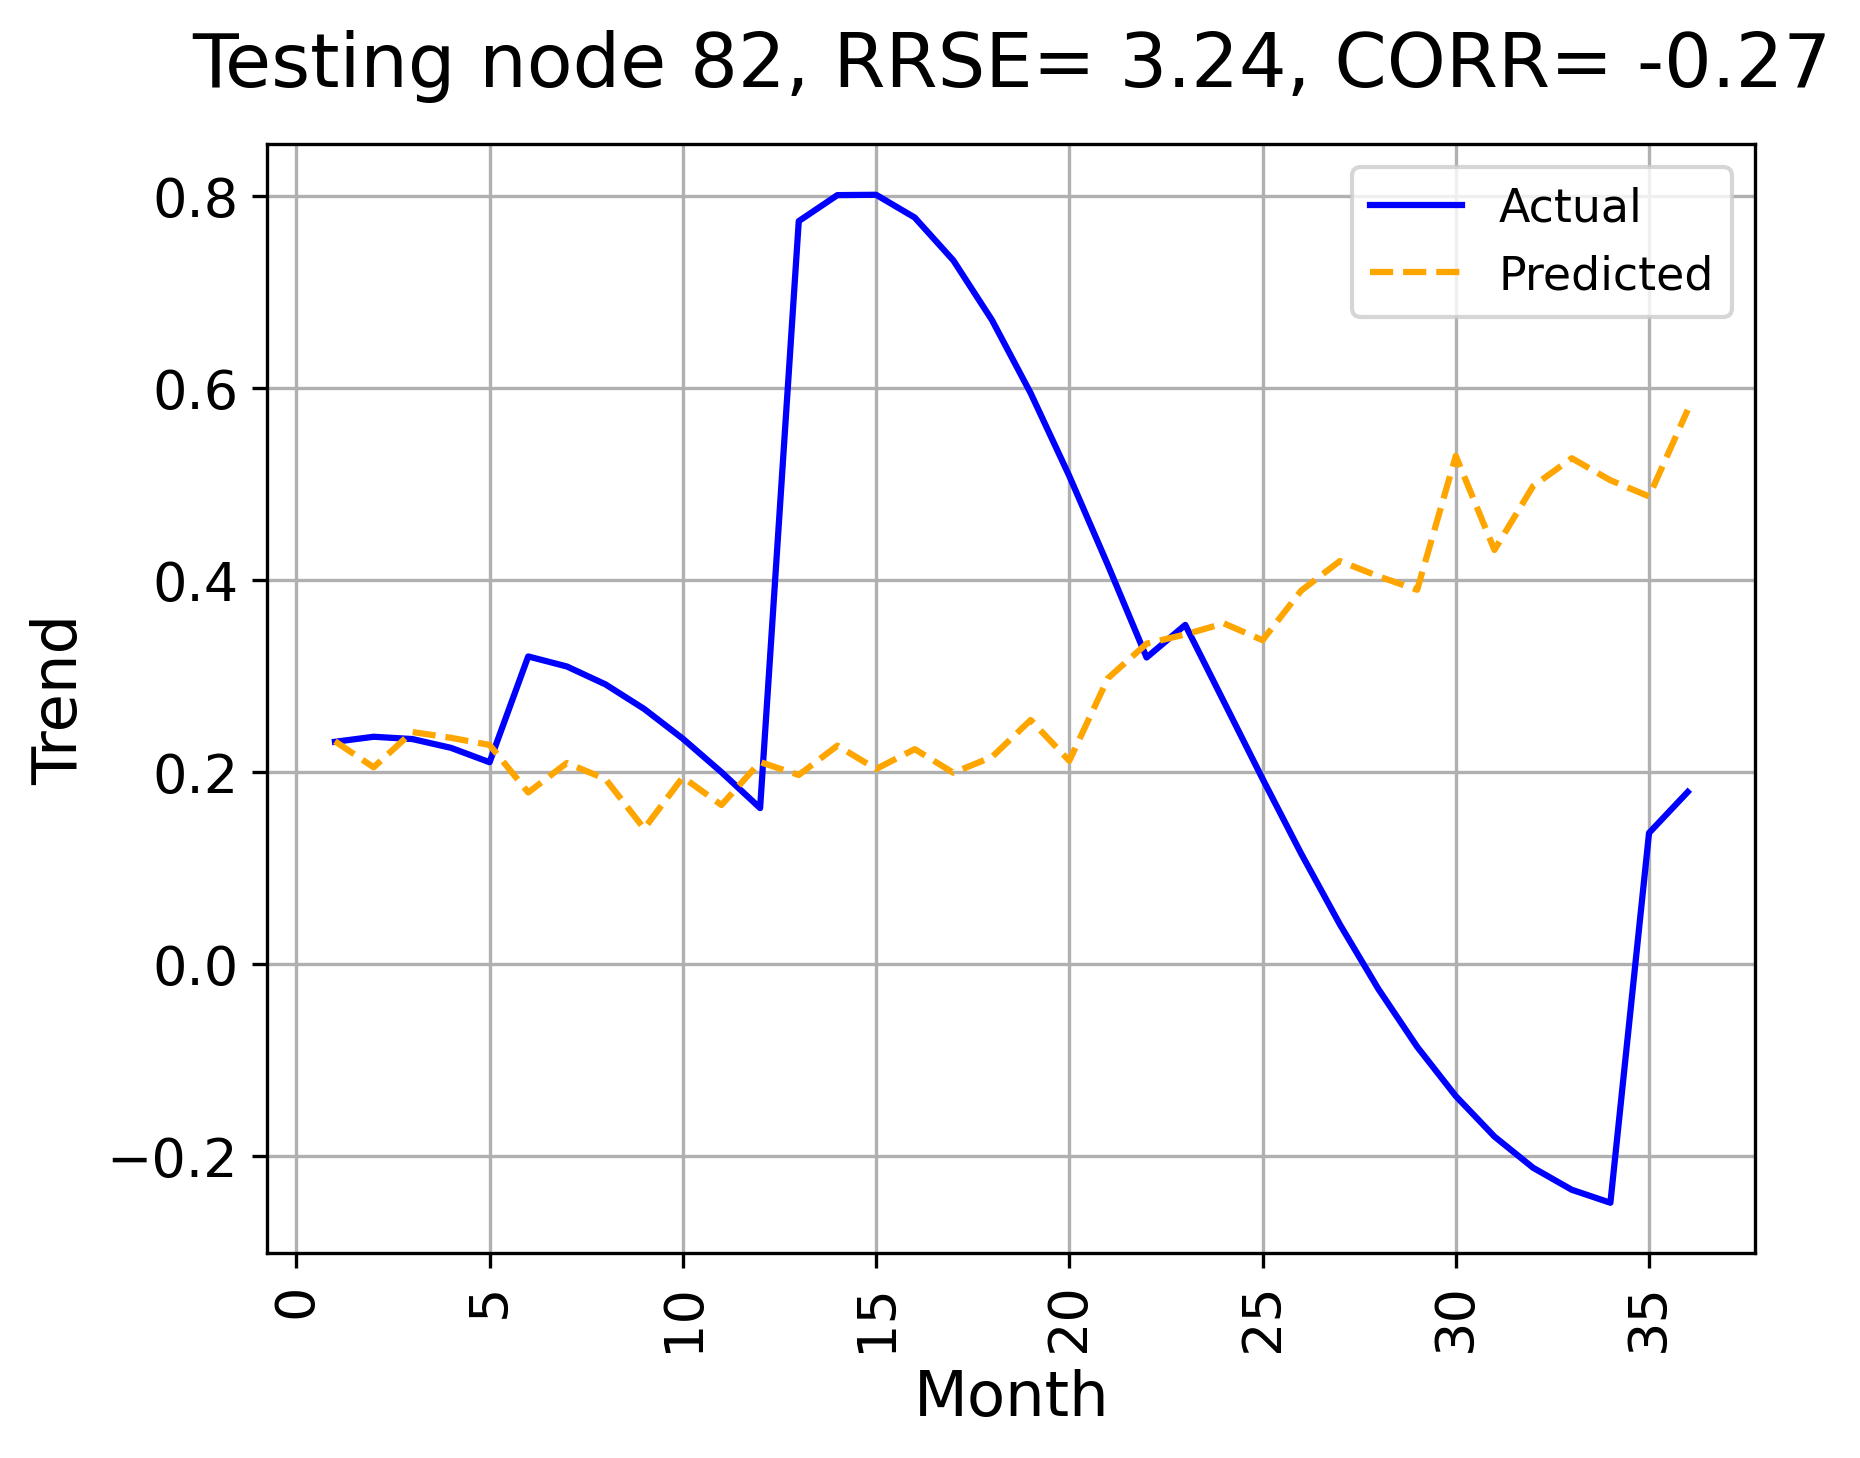 Testing node 82, RRSE= 3.24, CORR= -0.27
Actual
Predicted
0.8
0.6
0.4
0.2
0.0
−0.2
Trend
0 5 10 15 20 25 30 35
Month